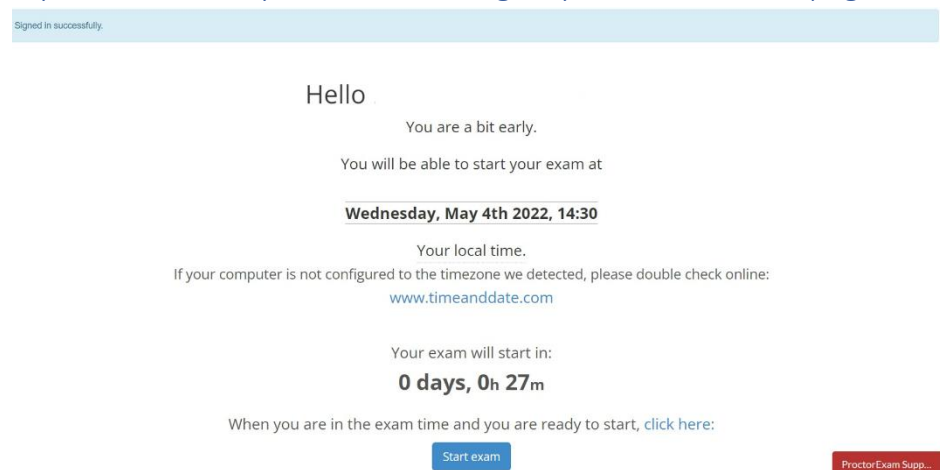 Signed in successfully.
Hello
You are a bit early.
You will be able to start your exam at
Wednesday, May 4th 2022, 14:30
Your local time.
If your computer is not configured to the timezone we detected, please double check online:
www.timeanddate.com
Your exam will start in:
0 days, 0h 27m
When you are in the exam time and you are ready to start, click here:
Start exam
ProctorExam Supp...